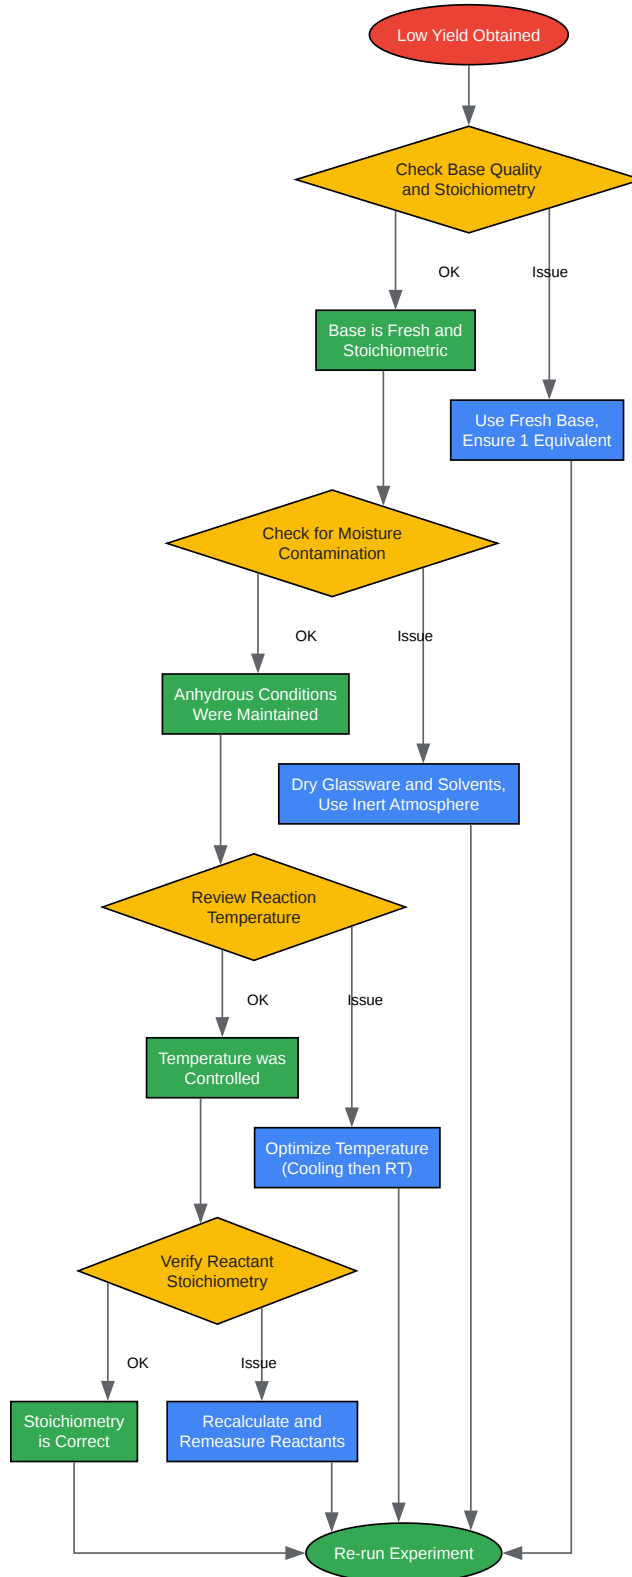 Low Yield Obtained
Check Base Quality
and Stoichiometry
OK
Issue
Base is Fresh and
Stoichiometric
Use Fresh Base,
Ensure 1 Equivalent
Check for Moisture
Contamination
OK
Issue
Anhydrous Conditions
Were Maintained
Dry Glassware and Solvents,
Use Inert Atmosphere
Review Reaction
Temperature
OK
Issue
Temperature was
Controlled
Optimize Temperature
(Cooling then RT)
Verify Reactant
Stoichiometry
OK
Issue
Stoichiometry
is Correct
Recalculate and
Remeasure Reactants
Re-run Experiment